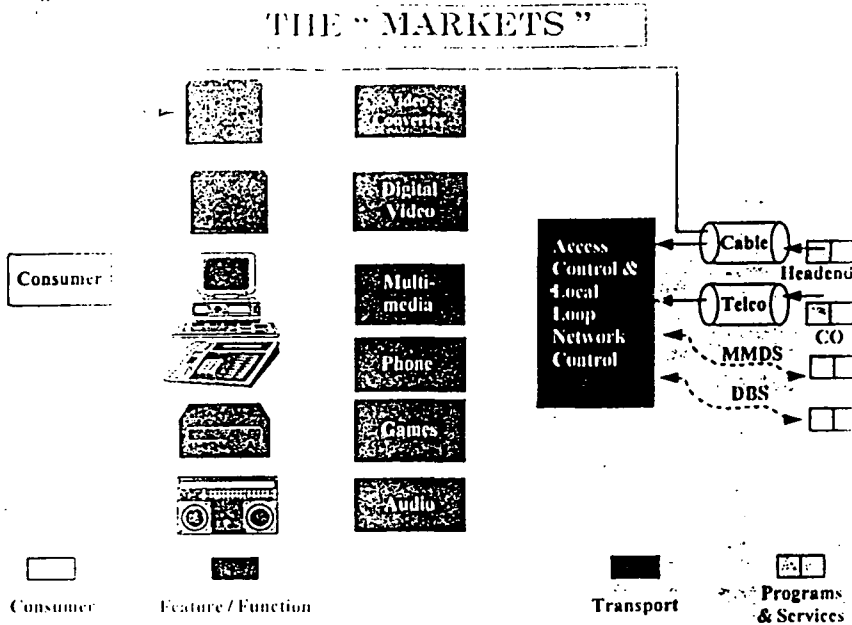 THE “ MARKETS ”
Video
Converter
Digital
Video
Consumer
Multi-
media
Phone
Games
Audio
Access
Control &
Local
Loop
Network
Control
Cable
Headend
Telco
CO
MMDS
DBS
Consumer
Feature / Function
Transport
Programs
& Services